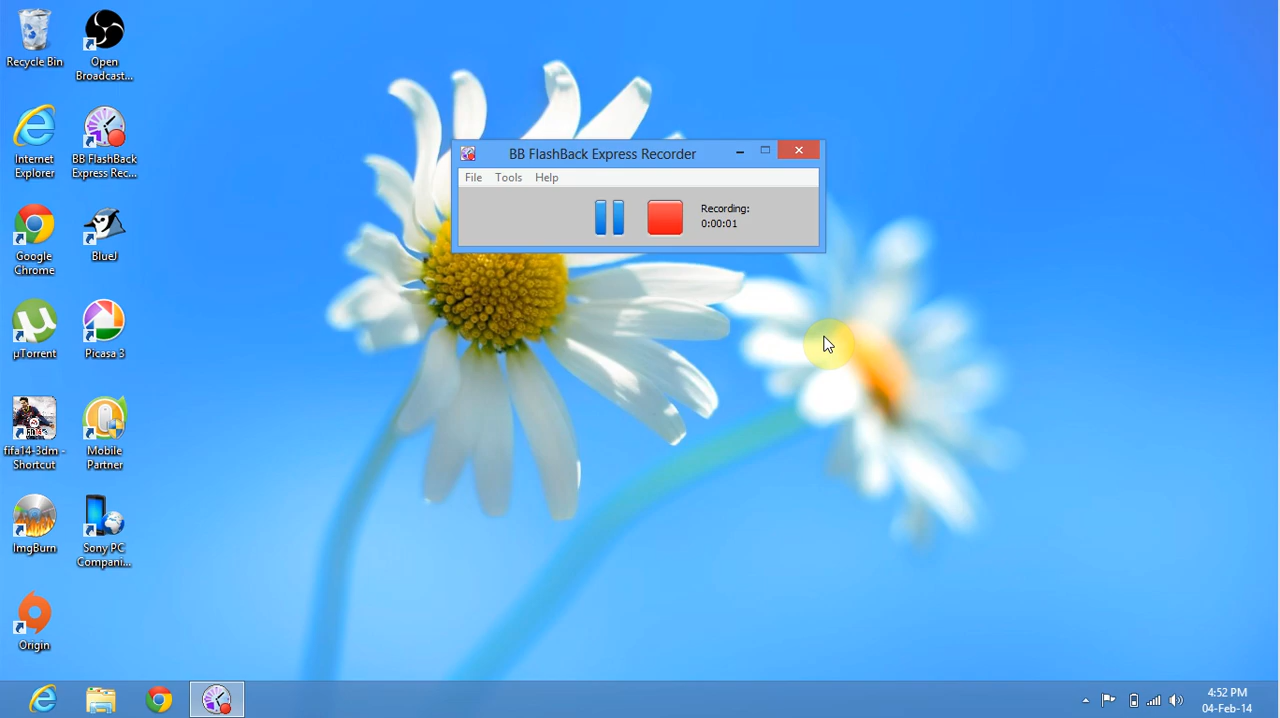 Recycle Bin
Open
Broadcast...
Internet
Explorer
BB FlashBack
Express Rec...
Google
Chrome
BlueJ
µTorrent
Picasa 3
fifa14-3dm -
Shortcut
Mobile
Partner
ImgBurn
Sony PC
Compani...
Origin
BB FlashBack Express Recorder
File Tools Help
Recording:
0:00:01
4:52 PM
04-Feb-14